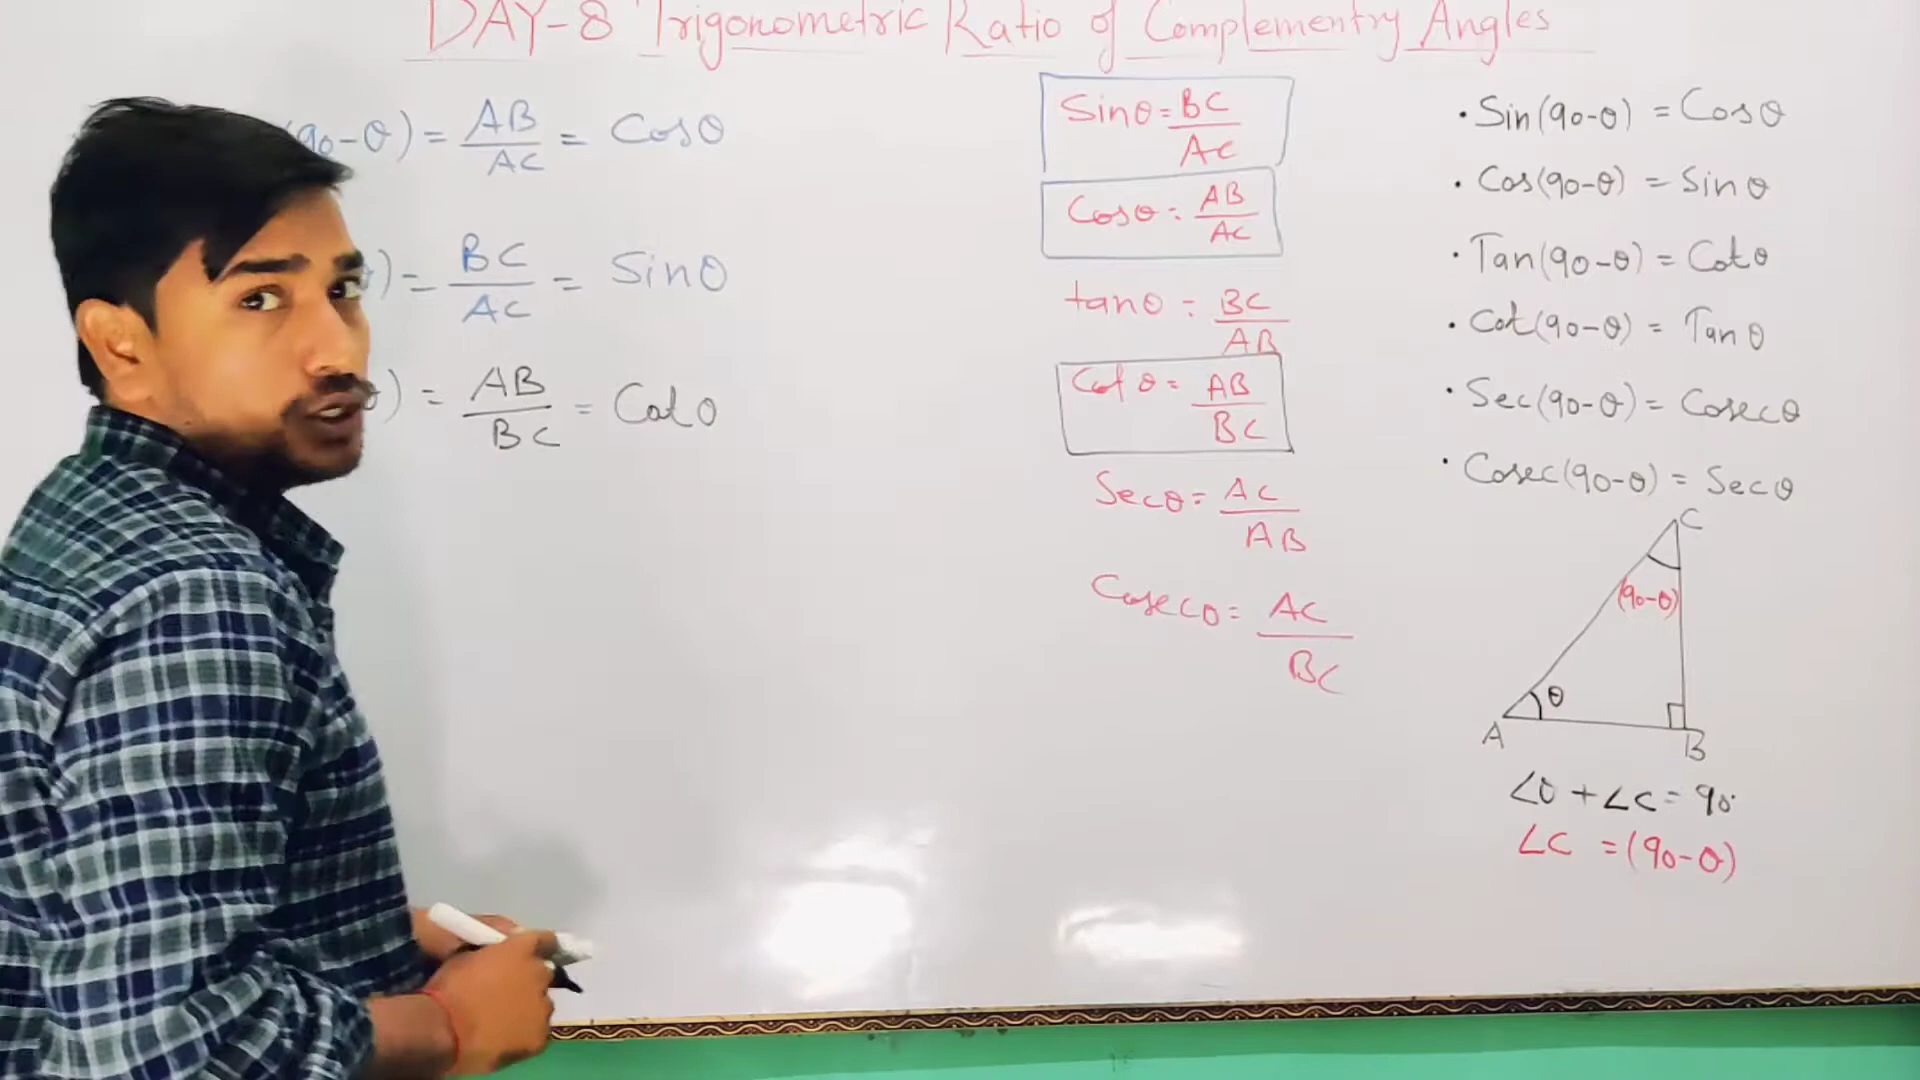 DAY-8 Trigonometric Ratio of Complementry Angles
(90-θ) = AB/AC = Cosθ
) = BC/AC = Sinθ
) = AB/BC = Cotθ
Sinθ = BC/AC
Cosθ = AB/AC
tanθ = BC/AB
Cotθ = AB/BC
Secθ = AC/AB
Cosecθ = AC/BC
• Sin(90-θ) = Cosθ
• Cos(90-θ) = Sinθ
• Tan(90-θ) = Cotθ
• Cot(90-θ) = Tanθ
• Sec(90-θ) = Cosecθ
• Cosec(90-θ) = Secθ
C
(90-θ)
θ
A
B
∠θ + ∠C = 90°
∠C = (90-θ)